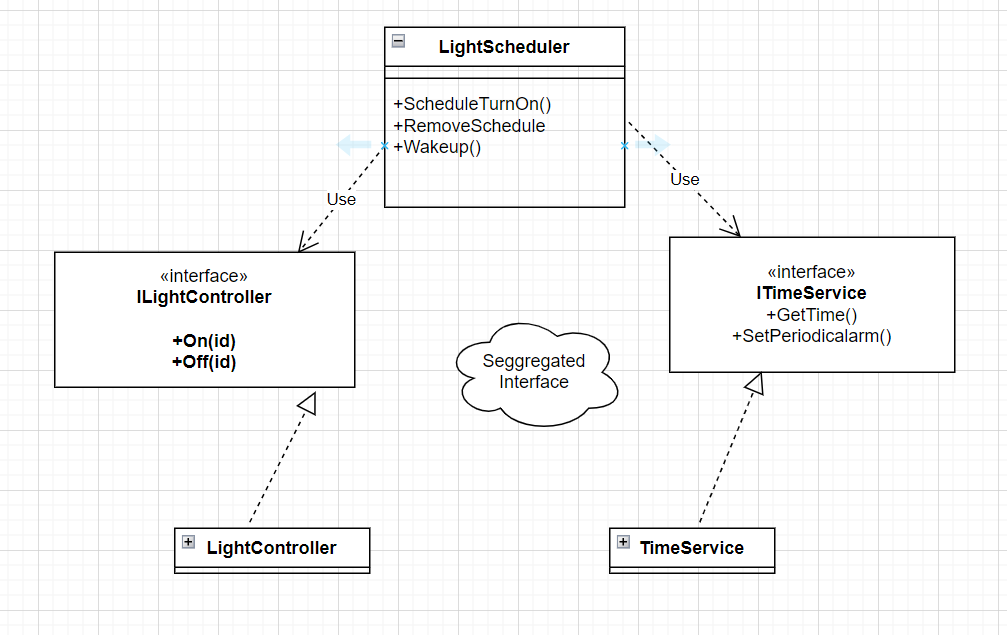 LightScheduler
+ScheduleTurnOn()
+RemoveSchedule
+Wakeup()
Use
Use
«interface»
ILightController
+On(id)
+Off(id)
«interface»
ITimeService
+GetTime()
+SetPeriodicalarm()
Seggregated
Interface
LightController
TimeService